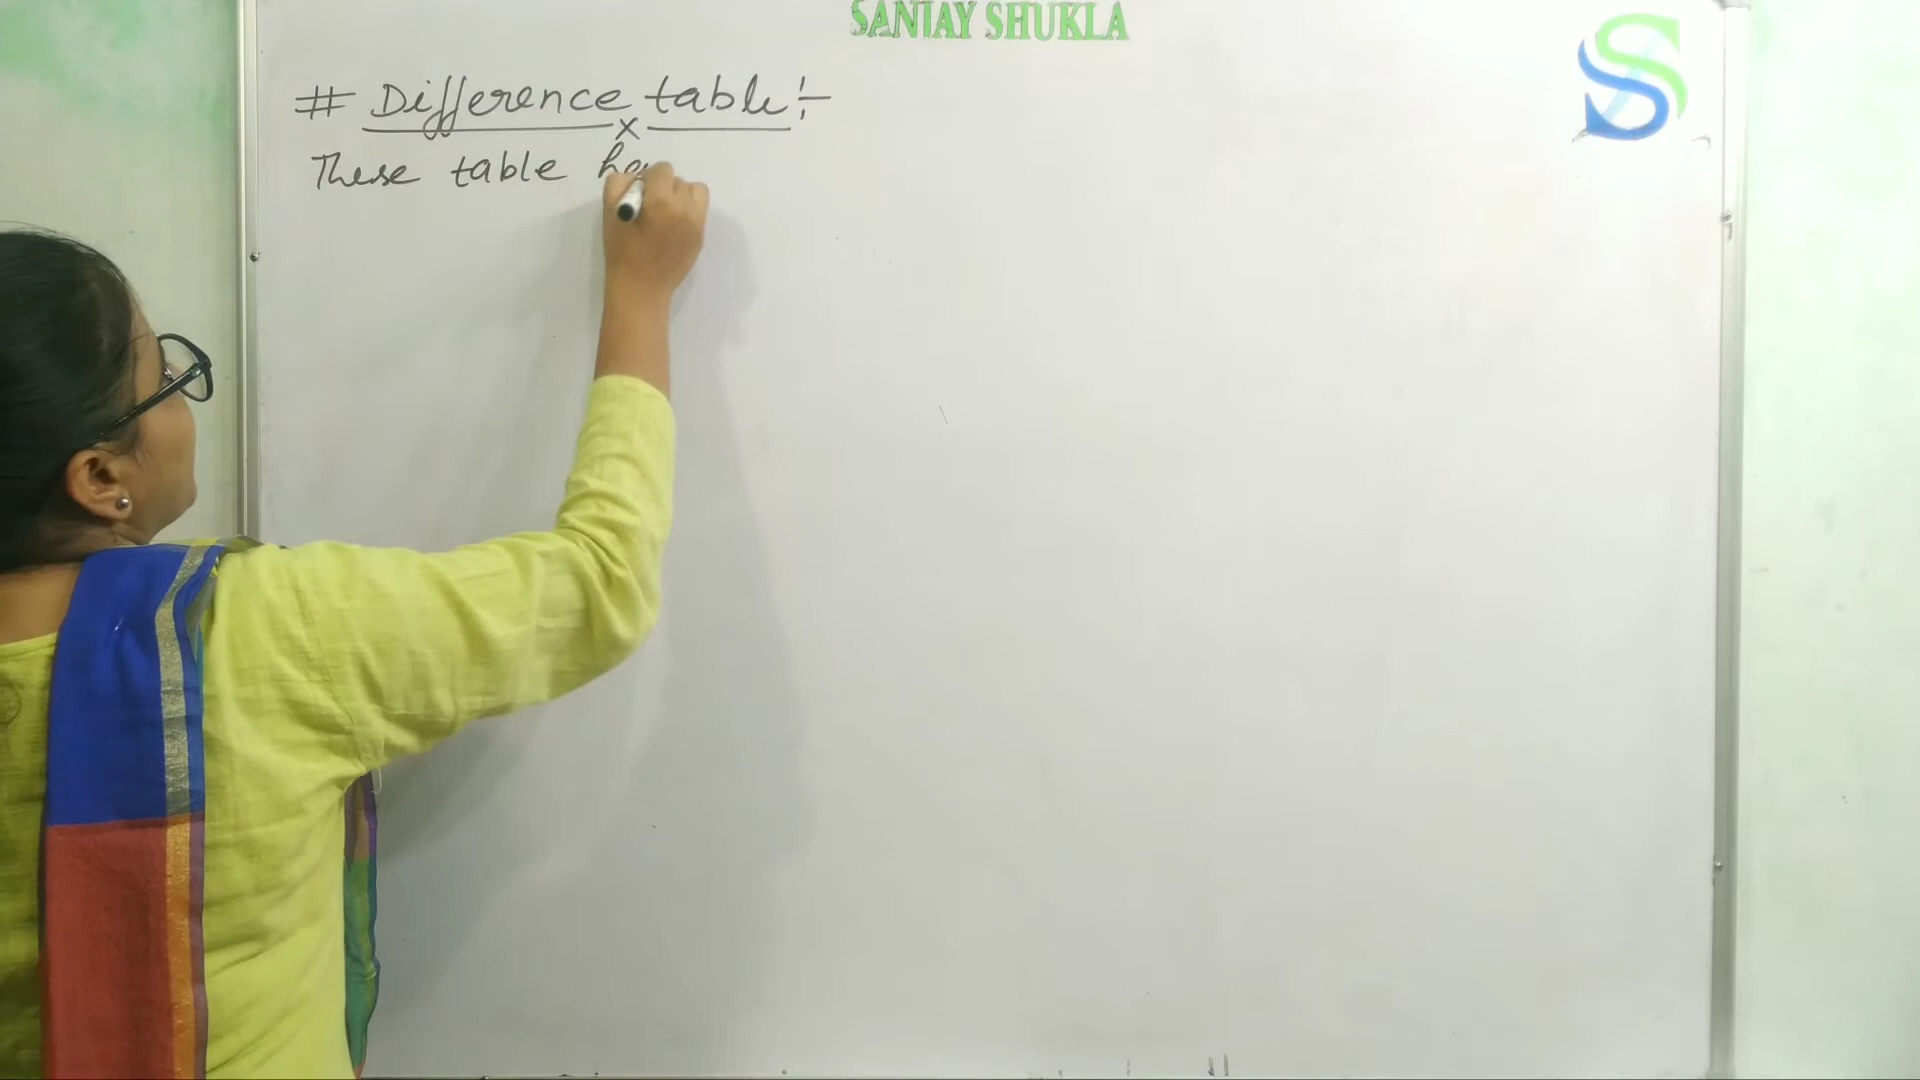 SANJAY SHUKLA
# Difference table :-
These table